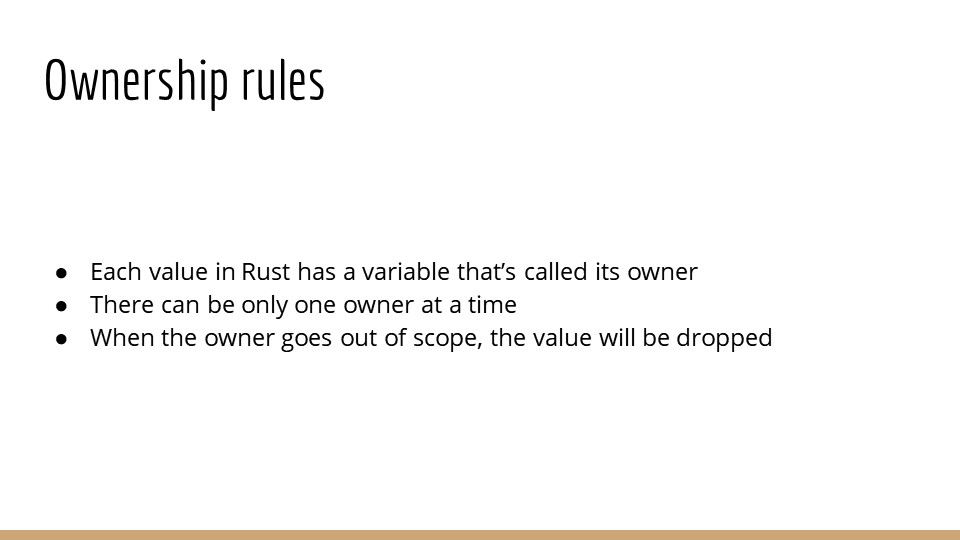 Ownership rules
● Each value in Rust has a variable that’s called its owner
● There can be only one owner at a time
● When the owner goes out of scope, the value will be dropped